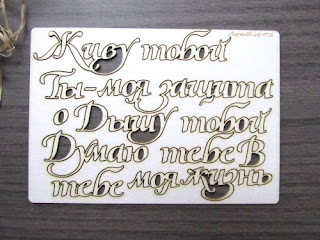 Живу тобой
Ты-моя защита
о Дышу тобой
Думаю тебе В
тебе моя жизнь